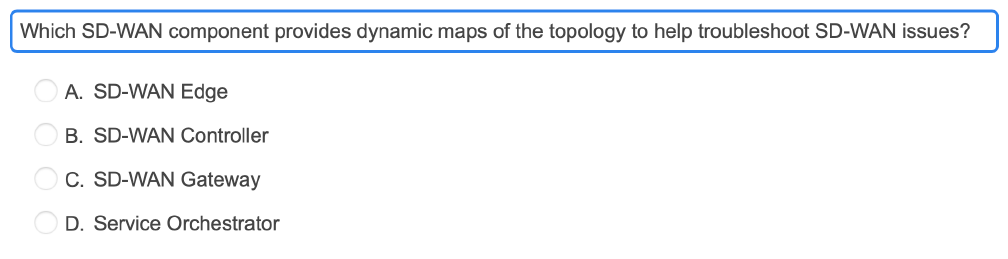 Which SD-WAN component provides dynamic maps of the topology to help troubleshoot SD-WAN issues?
A. SD-WAN Edge
B. SD-WAN Controller
C. SD-WAN Gateway
D. Service Orchestrator